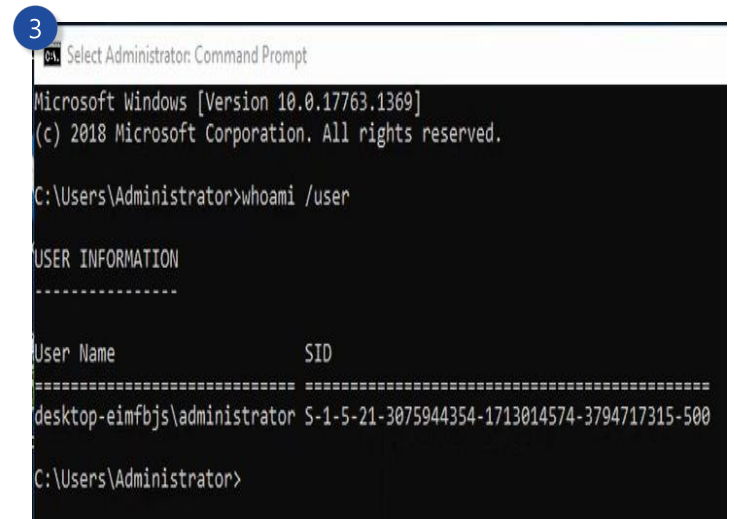 3
Select Administrator: Command Prompt
Microsoft Windows [Version 10.0.17763.1369]
(c) 2018 Microsoft Corporation. All rights reserved.
C:\Users\Administrator>whoami /user
USER INFORMATION
----------------
User Name SID
============================= =============================================
desktop-eimfbjs\administrator S-1-5-21-3075944354-1713014574-3794717315-500
C:\Users\Administrator>